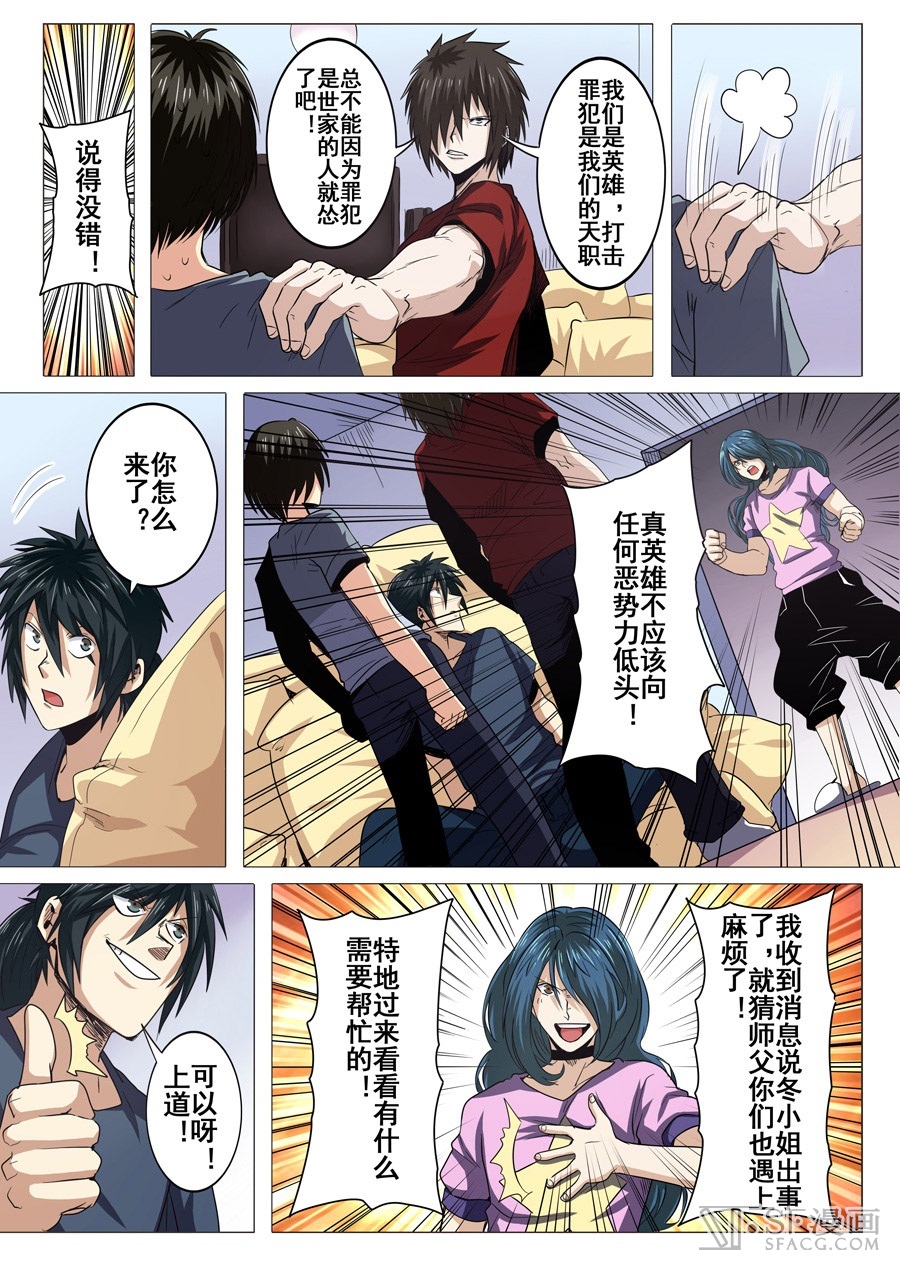 我们是英雄，打击
罪犯是我们的天职
总不能因为罪犯
是世家的人就怂
了吧！
说得没错！
真英雄不应该向
任何恶势力低头！
你怎么
来了？
我收到消息说冬小姐出事
了，就猜师父你们也遇上
麻烦了！
特地过来看看有什么
需要帮忙的！
可以呀！
上道！
漫画
SFACG.COM